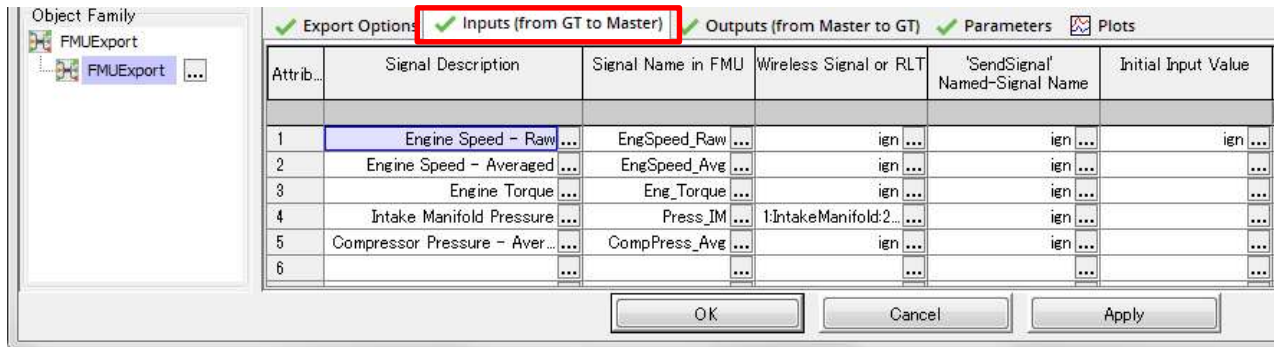 Object Family
FMUExport
FMUExport ...
Export Options Inputs (from GT to Master) Outputs (from Master to GT) Parameters Plots
Attrib... Signal Description Signal Name in FMU Wireless Signal or RLT 'SendSignal' Named-Signal Name Initial Input Value
1 Engine Speed - Raw ... EngSpeed_Raw ... ign ... ign ... ign ...
2 Engine Speed - Averaged ... EngSpeed_Avg ... ign ... ign ... ...
3 Engine Torque ... Eng_Torque ... ign ... ign ... ...
4 Intake Manifold Pressure ... Press_IM ... 1:IntakeManifold:2... ... ign ... ...
5 Compressor Pressure - Aver... ... CompPress_Avg ... ign ... ign ... ...
6 ... ... ... ... ...
OK Cancel Apply